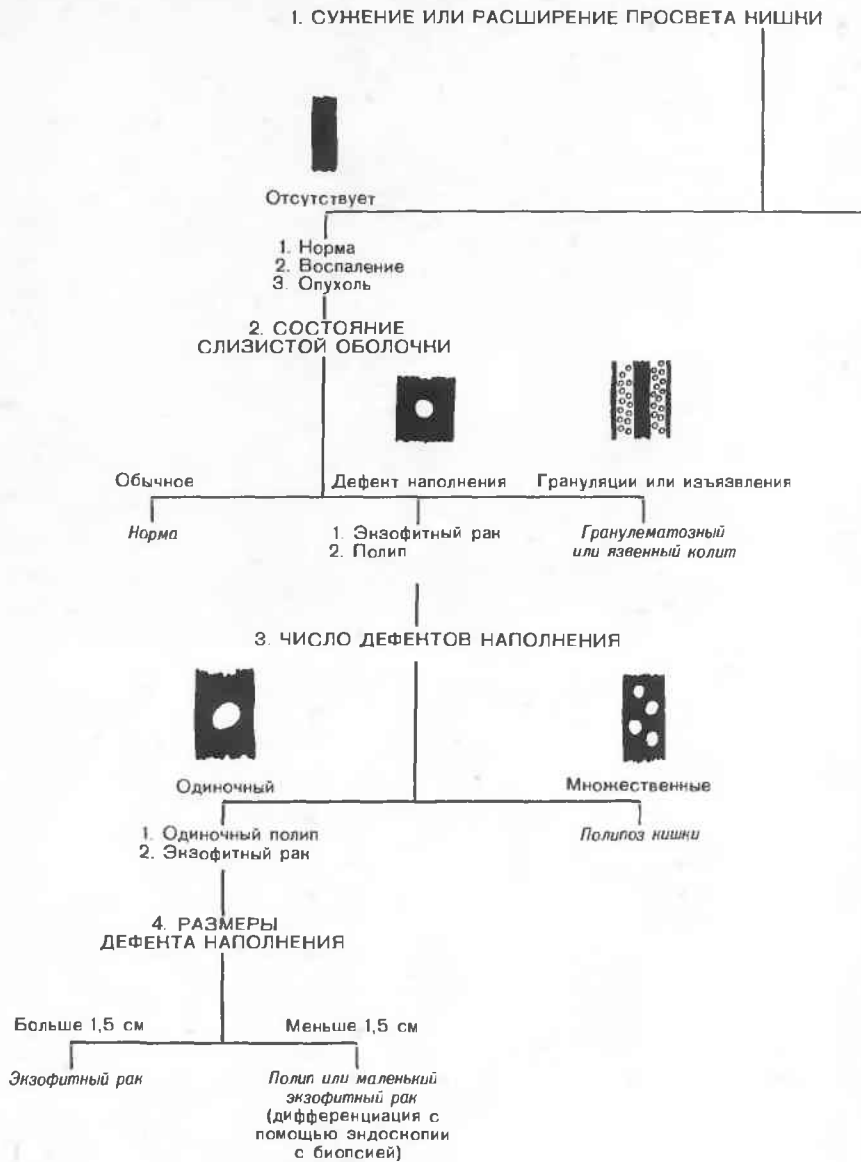 1. СУЖЕНИЕ ИЛИ РАСШИРЕНИЕ ПРОСВЕТА КИШКИ
Отсутствует
1. Норма
2. Воспаление
3. Опухоль
2. СОСТОЯНИЕ
СЛИЗИСТОЙ ОБОЛОЧКИ
Обычное
Дефект наполнения
Грануляции или изъязвления
Норма
1. Экзофитный рак
2. Полип
Гранулематозный
или язвенный колит
3. ЧИСЛО ДЕФЕКТОВ НАПОЛНЕНИЯ
Одиночный
Множественные
1. Одиночный полип
2. Экзофитный рак
Полипоз кишки
4. РАЗМЕРЫ
ДЕФЕКТА НАПОЛНЕНИЯ
Больше 1,5 см
Меньше 1,5 см
Экзофитный рак
Полип или маленький
экзофитный рак
(дифференциация с
помощью эндоскопии
с биопсией)